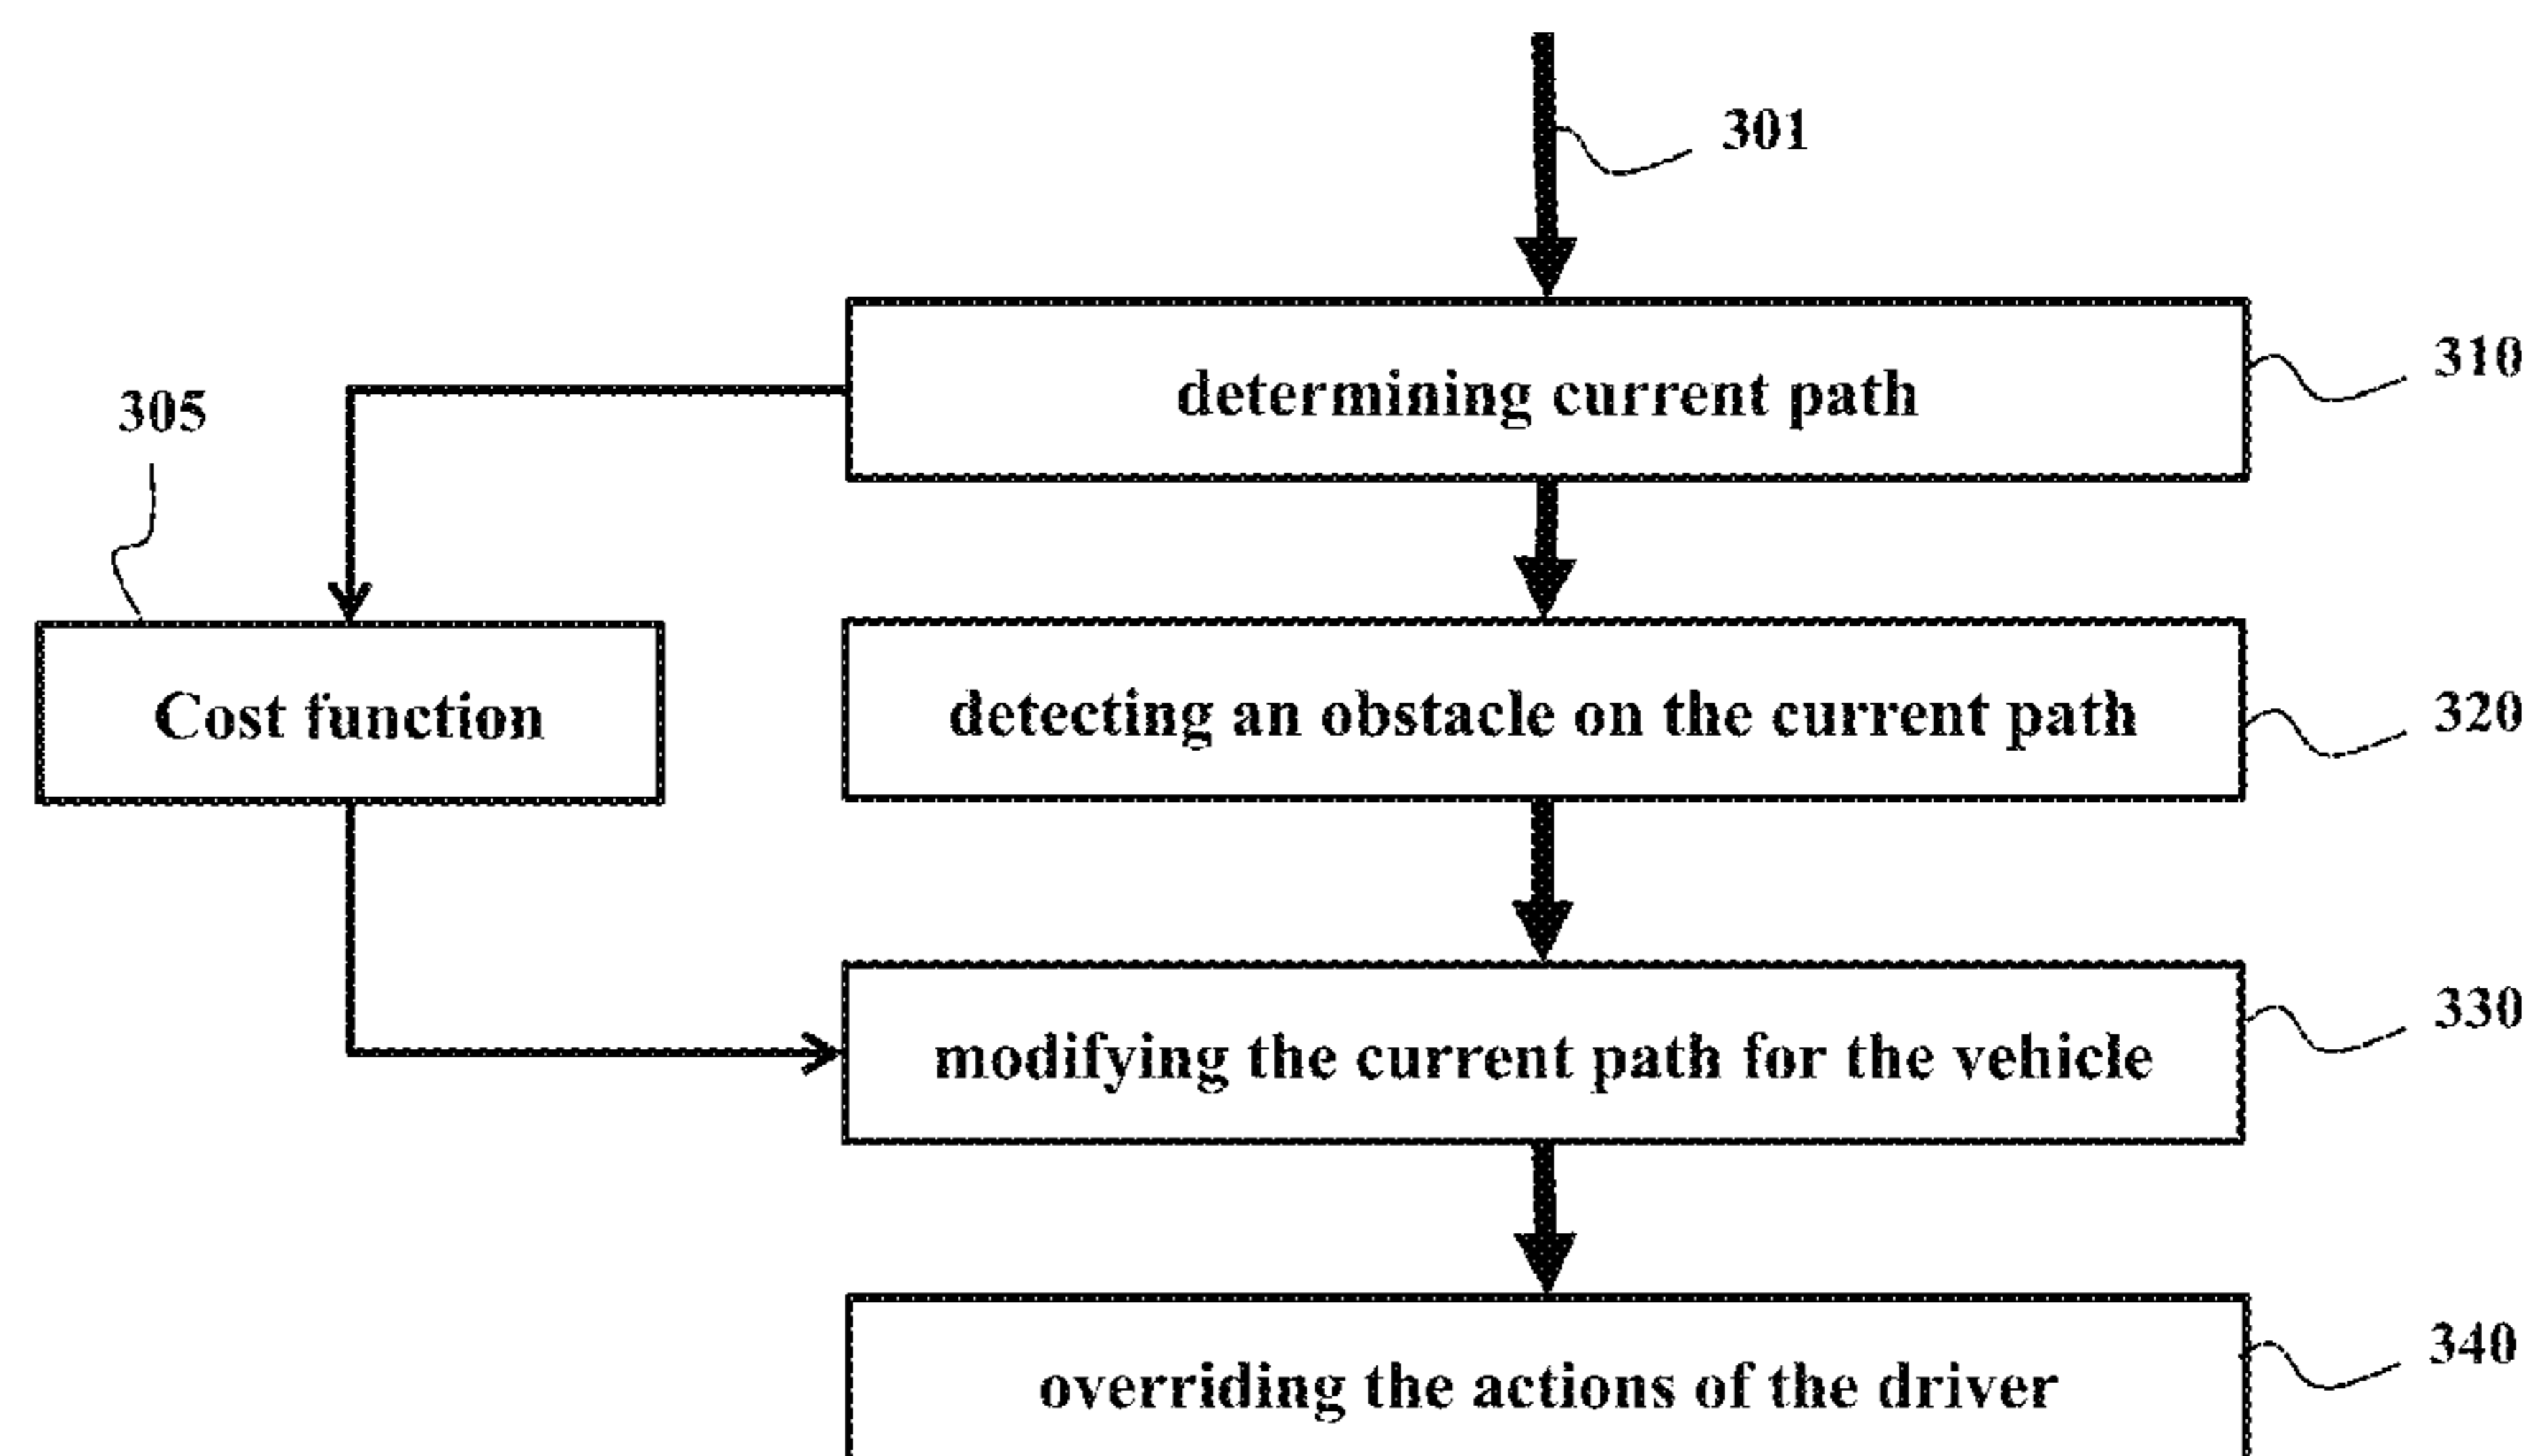 301
determining current path
310
305
Cost function
detecting an obstacle on the current path
320
modifying the current path for the vehicle
330
overriding the actions of the driver
340